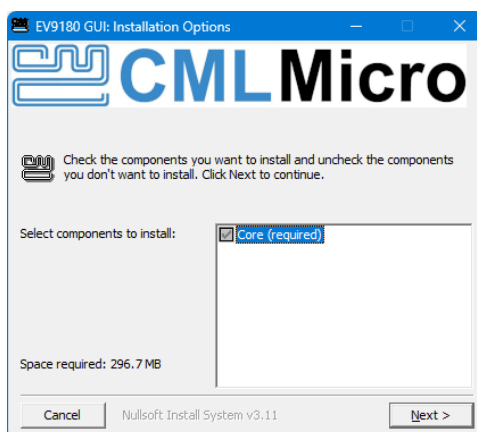 EV9180 GUI: Installation Options
CMLMicro
Check the components you want to install and uncheck the components
you don't want to install. Click Next to continue.
Select components to install:
Core (required)
Space required: 296.7 MB
Cancel
Nullsoft Install System v3.11
Next >